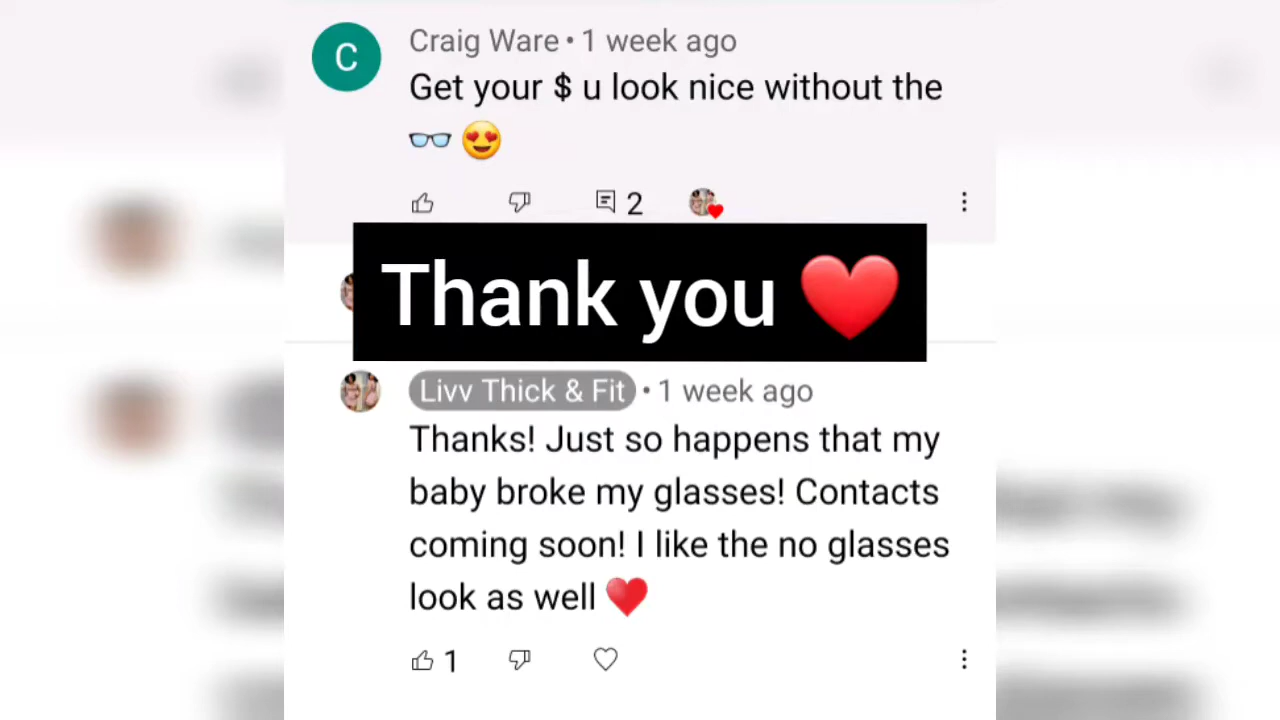 C
Craig Ware • 1 week ago
Get your $ u look nice without the
👓 😍
2
Thank you ❤️
Livv Thick & Fit • 1 week ago
Thanks! Just so happens that my
baby broke my glasses! Contacts
coming soon! I like the no glasses
look as well ♥️
1